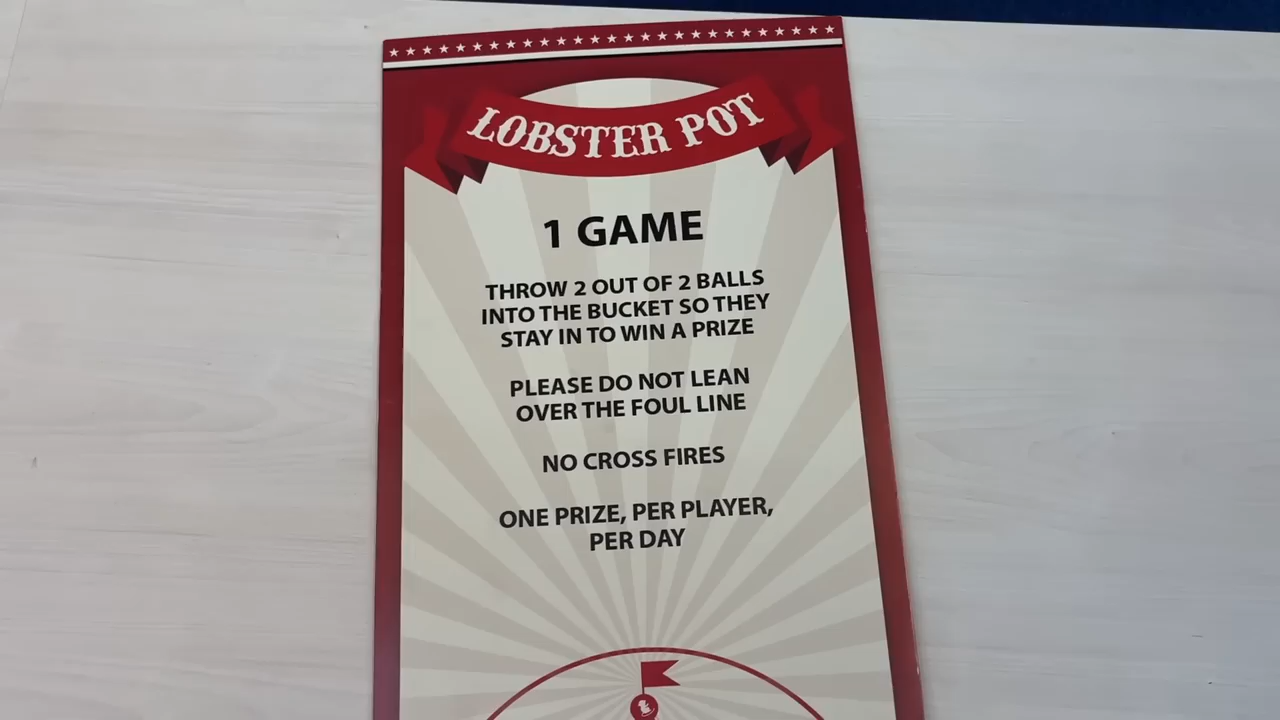 LOBSTER POT
1 GAME
THROW 2 OUT OF 2 BALLS
INTO THE BUCKET SO THEY
STAY IN TO WIN A PRIZE
PLEASE DO NOT LEAN
OVER THE FOUL LINE
NO CROSS FIRES
ONE PRIZE, PER PLAYER,
PER DAY